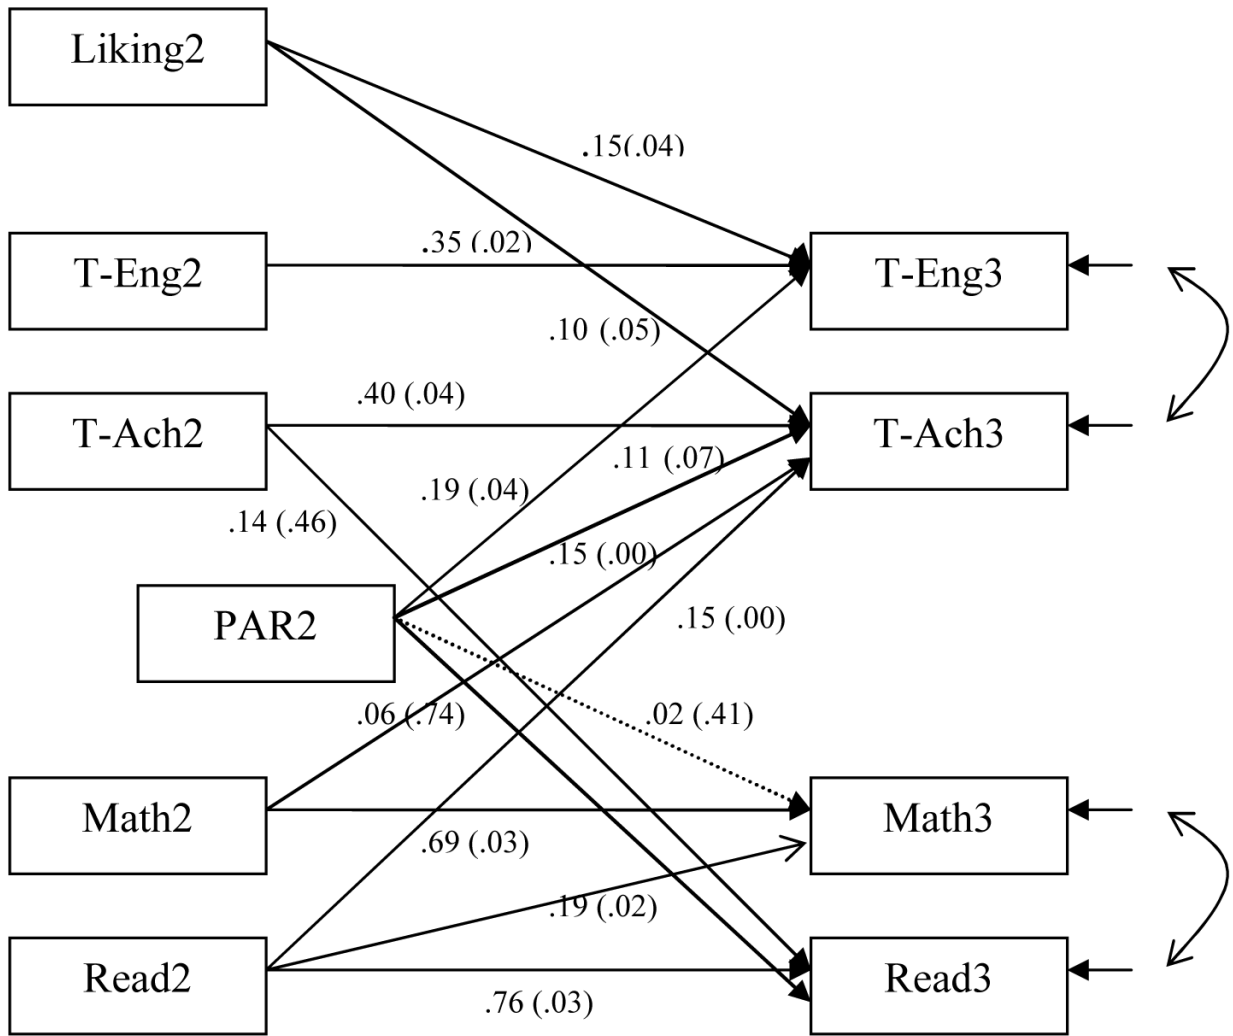 Liking2
.15(.04)
T-Eng2
.35 (.02)
T-Eng3
.10 (.05)
T-Ach2
.40 (.04)
T-Ach3
.11 (.07)
.19 (.04)
.14 (.46)
.15 (.00)
PAR2
.15 (.00)
.06 (.74)
.02 (.41)
Math2
Math3
.69 (.03)
.19 (.02)
Read2
Read3
.76 (.03)